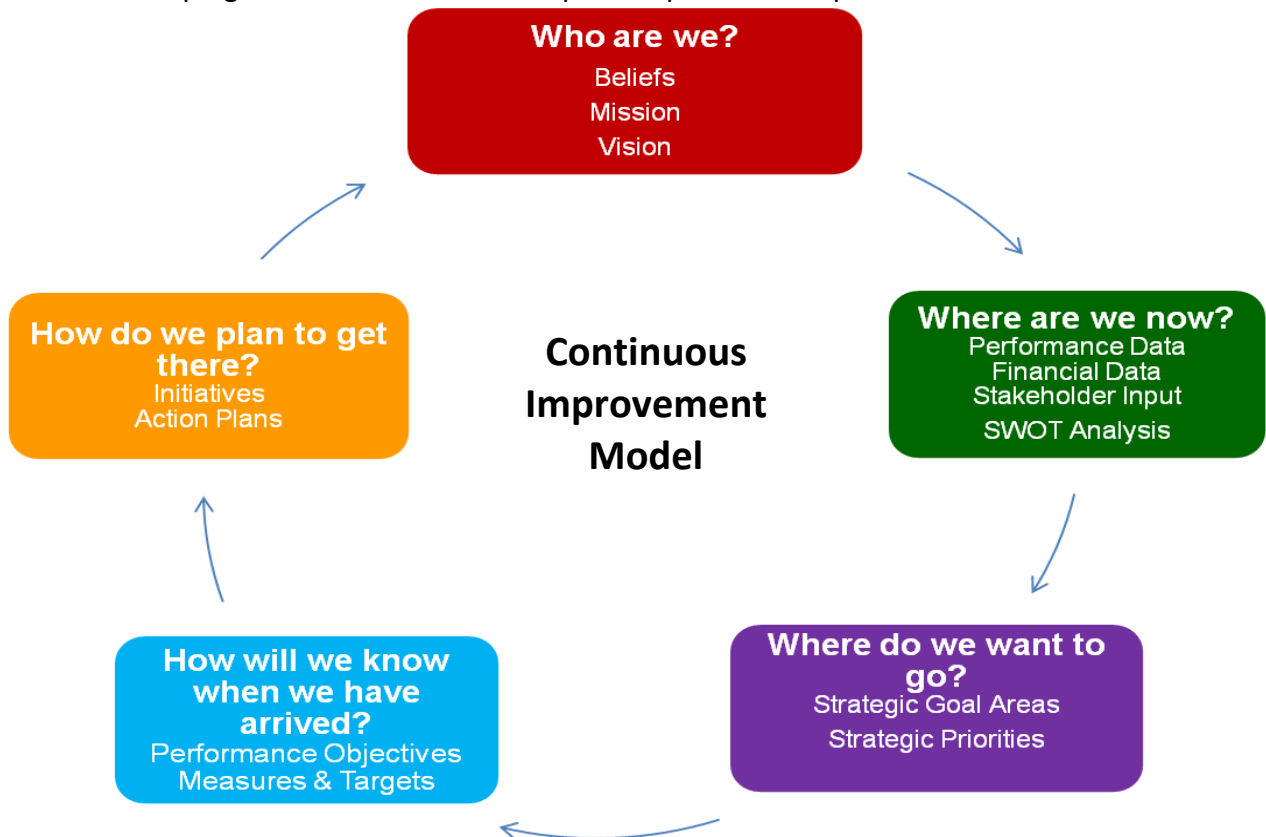 Who are we?
Beliefs
Mission
Vision
Where are we now?
Performance Data
Financial Data
Stakeholder Input
SWOT Analysis
Where do we want to
go?
Strategic Goal Areas
Strategic Priorities
How will we know
when we have
arrived?
Performance Objectives
Measures & Targets
How do we plan to get
there?
Initiatives
Action Plans
Continuous
Improvement
Model